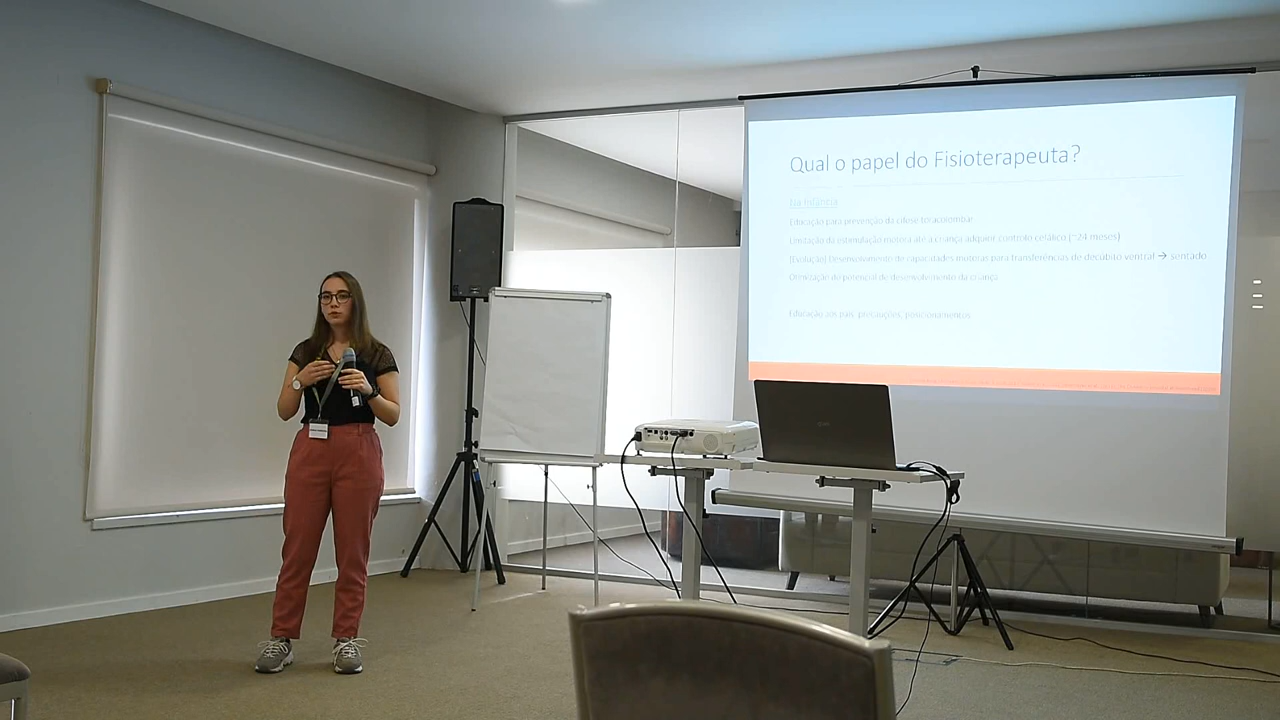 Qual o papel do Fisioterapeuta?
Na infância
Educação para prevenção da cifose toracolombar
Limitação da estimulação motora até a criança adquirir controlo cefálico (~24 meses)
(Evolução) Desenvolvimento de capacidades motoras para transferências de decúbito ventral → sentado
Otimização do potencial de desenvolvimento da criança
Educação aos pais: precauções, posicionamentos